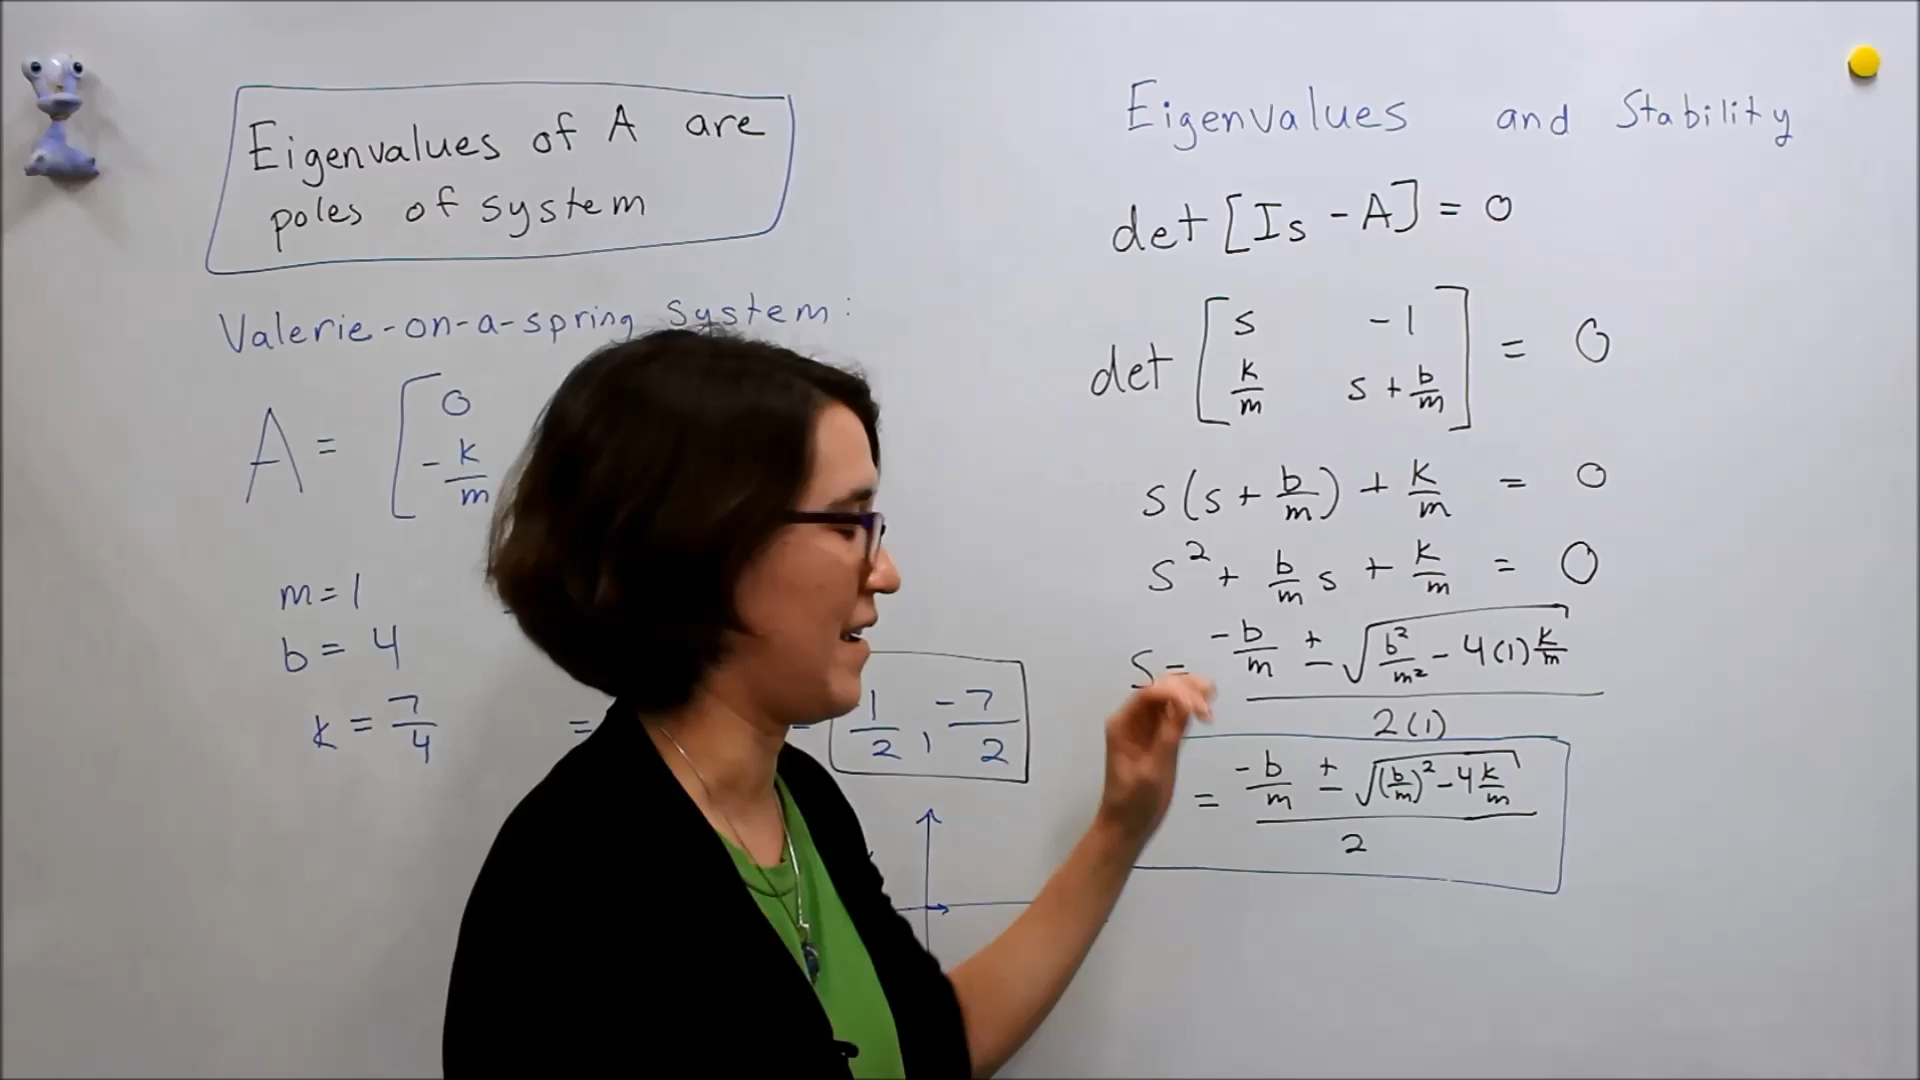 Eigenvalues of A are
poles of system
Valerie-on-a-spring system:
A = [ 0
-k/m
m = 1
b = 4
k = 7/4
=
1/2, -7/2
Eigenvalues and Stability
det [Is - A] = 0
det [ s -1
k/m s + b/m ] = 0
s(s + b/m) + k/m = 0
s² + b/m s + k/m = 0
s = (-b/m ± √(b²/m² - 4(1)k/m)) / 2(1)
= (-b/m ± √((b/m)² - 4k/m)) / 2